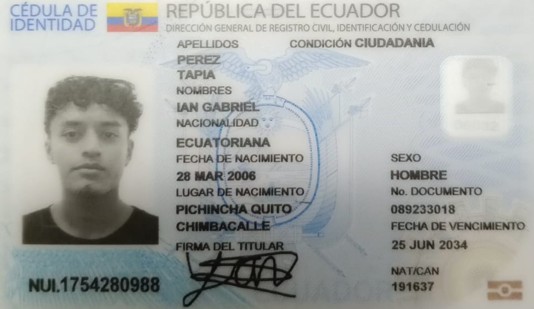 CÉDULA DE IDENTIDAD
REPÚBLICA DEL ECUADOR
DIRECCIÓN GENERAL DE REGISTRO CIVIL, IDENTIFICACIÓN Y CEDULACIÓN
APELLIDOS
CONDICIÓN CIUDADANIA
PEREZ
TAPIA
NOMBRES
IAN GABRIEL
NACIONALIDAD
ECUATORIANA
FECHA DE NACIMIENTO
28 MAR 2006
LUGAR DE NACIMIENTO
PICHINCHA QUITO
CHIMBACALLE
FIRMA DEL TITULAR
SEXO
HOMBRE
No. DOCUMENTO
089233018
FECHA DE VENCIMIENTO
25 JUN 2034
NAT/CAN
191637
NUI.1754280988